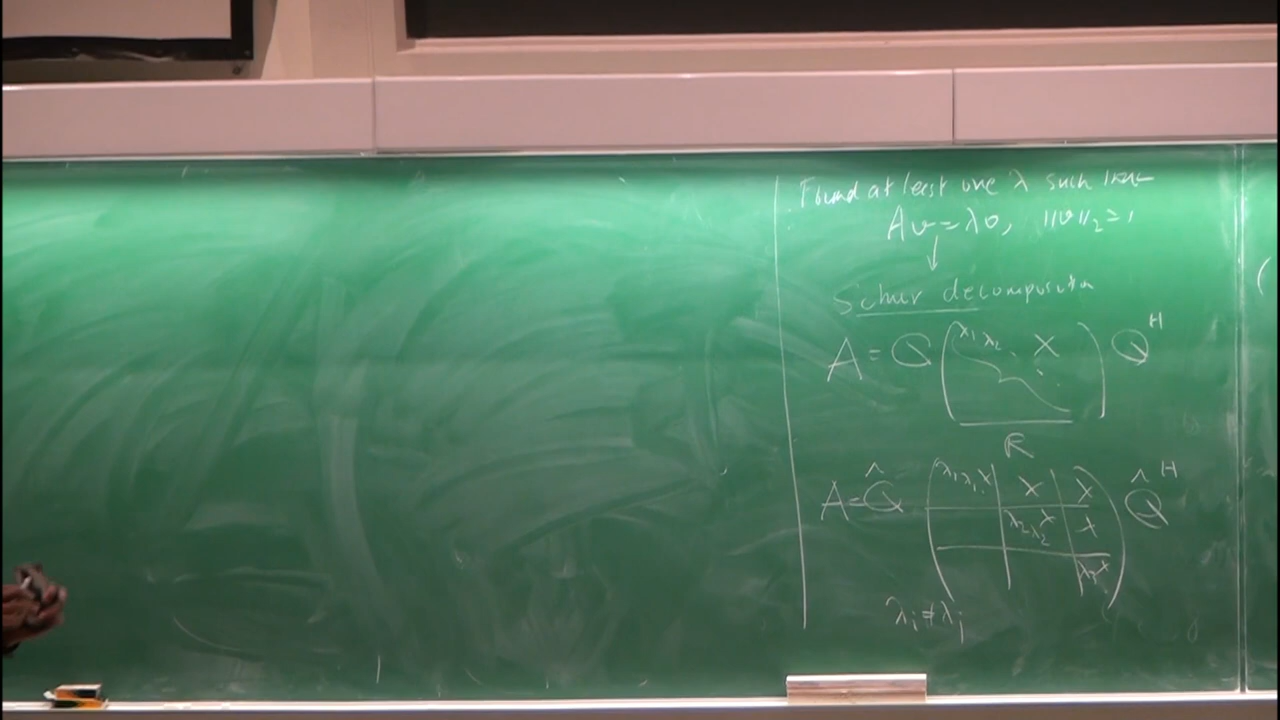 Found at least one λ such that
Av = λv, ||v||₂ = 1
↓
Schur decomposition
A = Q ( λ₁ λ₂ . X ) Qᴴ
R
A = Q̂ ( λ₁ λ₁ X | X | X
λ₂ λ₂ X | X
λ₃ X ) Q̂ᴴ
λᵢ ≠ λⱼ
(